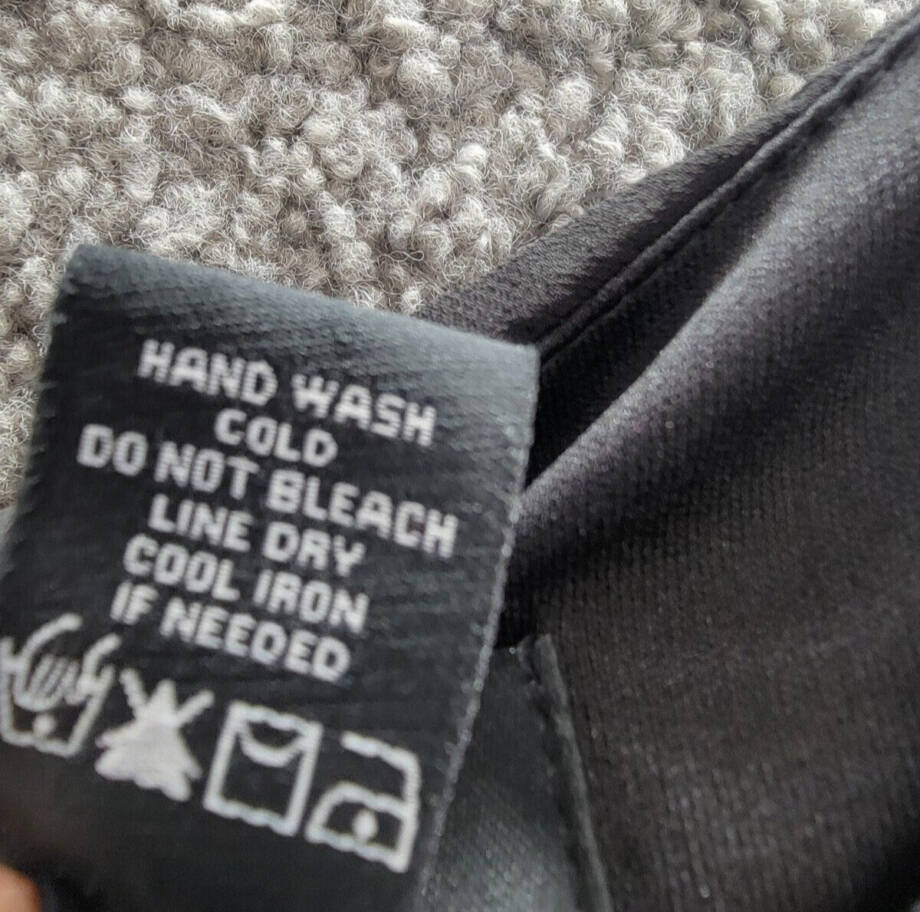 HAND WASH
COLD
DO NOT BLEACH
LINE DRY
COOL IRON
IF NEEDED